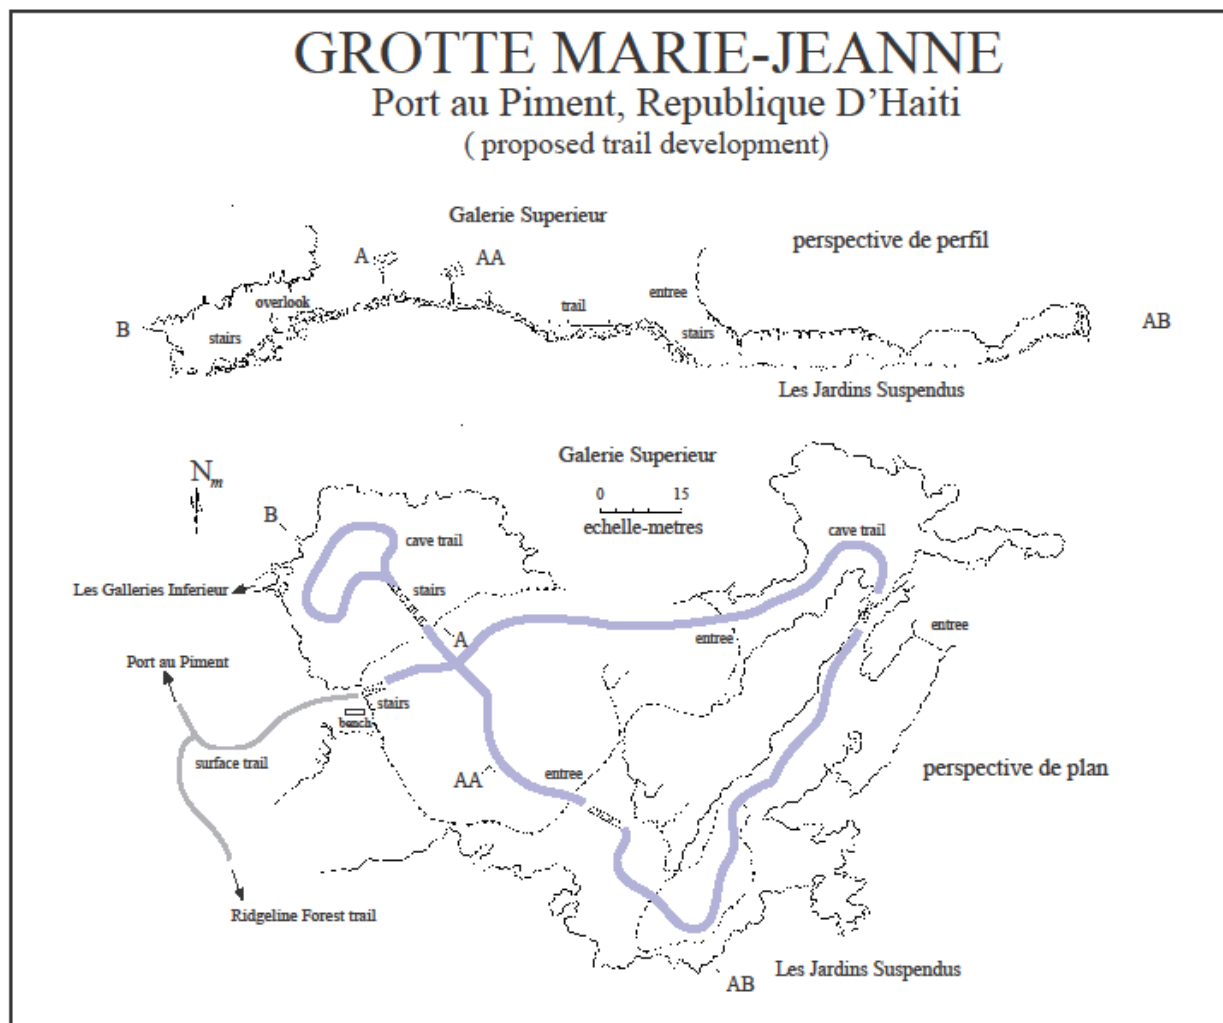 GROTTE MARIE-JEANNE
Port au Piment, Republique D'Haiti
( proposed trail development)
Galerie Superieur
perspective de perfil
A
AA
overlook
trail
entree
B
stairs
stairs
AB
Les Jardins Suspendus
Galerie Superieur
Nm
0 15
echelle-metres
B
cave trail
cave trail
Les Galleries Inferieur
stairs
A
entree
entree
Port au Piment
stairs
bench
surface trail
AA
entree
perspective de plan
Ridgeline Forest trail
Les Jardins Suspendus
AB